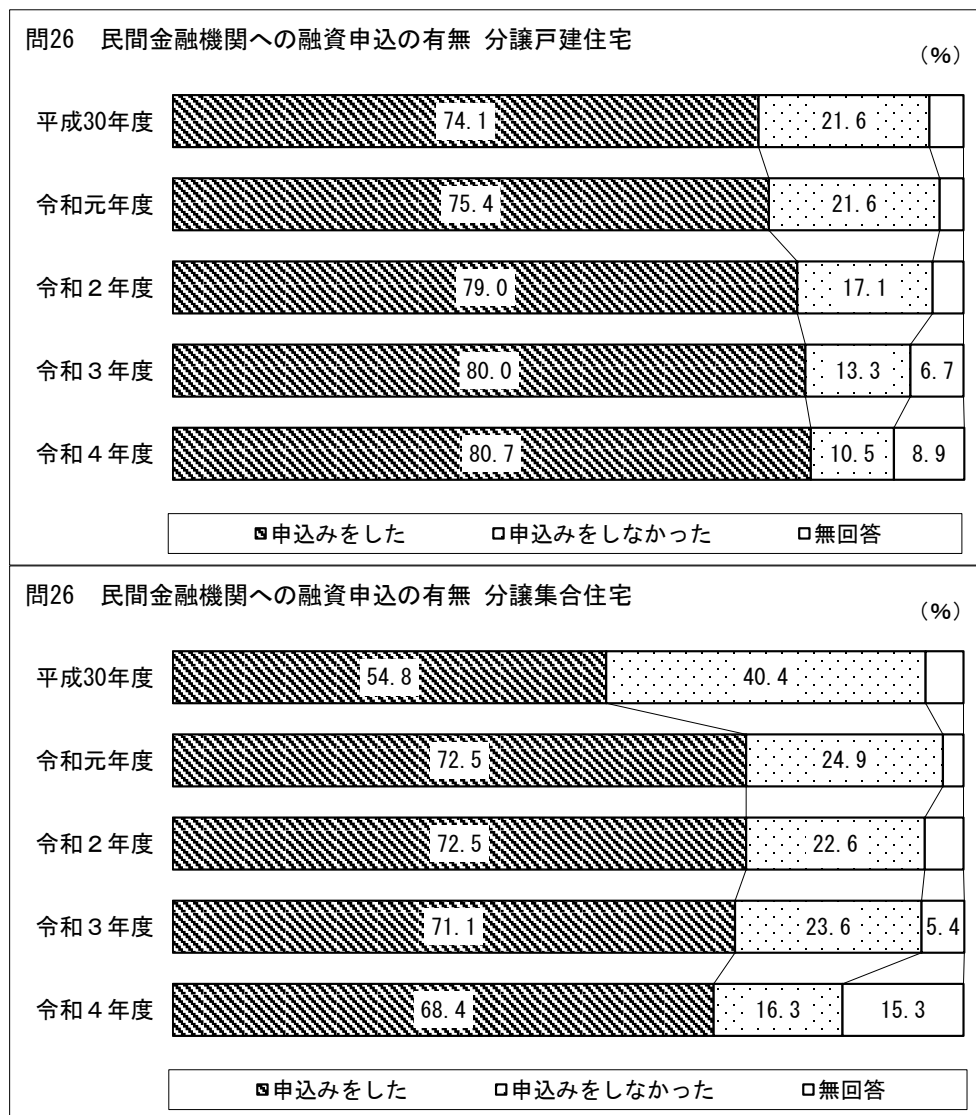 問26　民間金融機関への融資申込の有無 分譲戸建住宅
（%）
平成30年度 74.1 21.6
令和元年度 75.4 21.6
令和２年度 79.0 17.1
令和３年度 80.0 13.3 6.7
令和４年度 80.7 10.5 8.9
申込みをした 申込みをしなかった 無回答
問26　民間金融機関への融資申込の有無 分譲集合住宅
（%）
平成30年度 54.8 40.4
令和元年度 72.5 24.9
令和２年度 72.5 22.6
令和３年度 71.1 23.6 5.4
令和４年度 68.4 16.3 15.3
申込みをした 申込みをしなかった 無回答